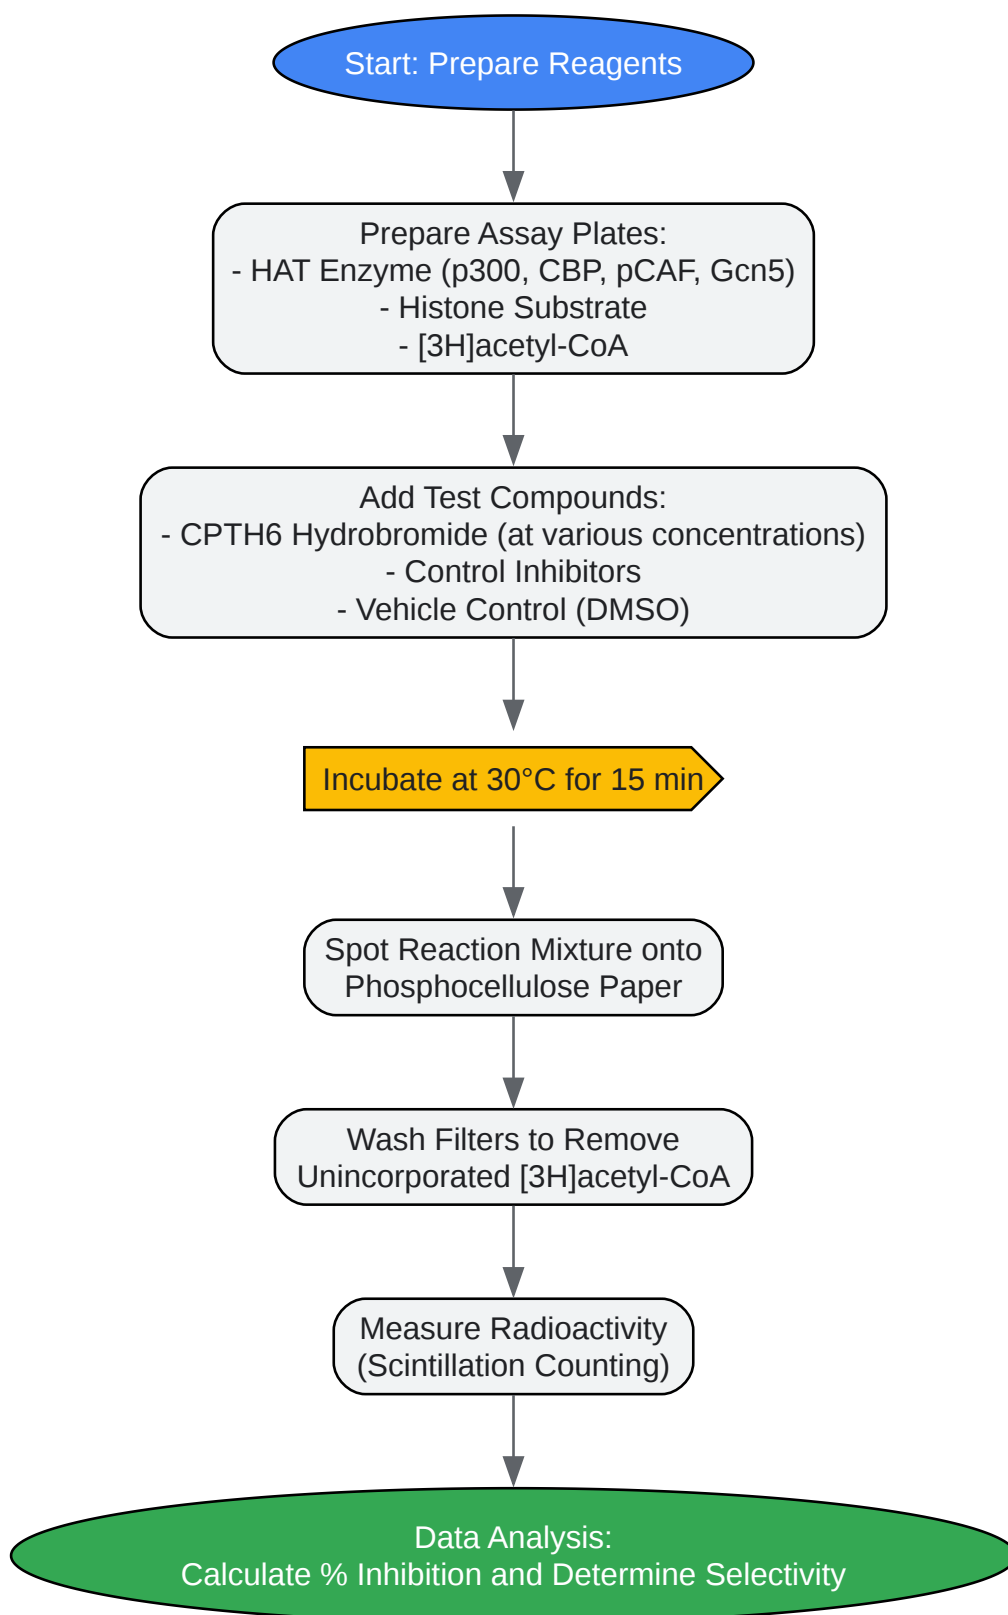 Start: Prepare Reagents
Prepare Assay Plates:
- HAT Enzyme (p300, CBP, pCAF, Gcn5)
- Histone Substrate
- [3H]acetyl-CoA
Add Test Compounds:
- CPTH6 Hydrobromide (at various concentrations)
- Control Inhibitors
- Vehicle Control (DMSO)
Incubate at 30°C for 15 min
Spot Reaction Mixture onto
Phosphocellulose Paper
Wash Filters to Remove
Unincorporated [3H]acetyl-CoA
Measure Radioactivity
(Scintillation Counting)
Data Analysis:
Calculate % Inhibition and Determine Selectivity